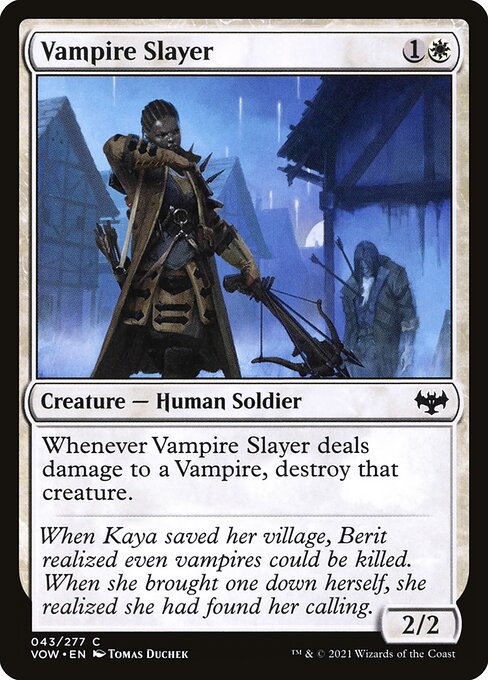 Vampire Slayer 1
Creature — Human Soldier
Whenever Vampire Slayer deals
damage to a Vampire, destroy that
creature.
When Kaya saved her village, Berit
realized even vampires could be killed.
When she brought one down herself, she
realized she had found her calling.
2/2
043/277 C
VOW • EN Tomas Duchek
™ & © 2021 Wizards of the Coast